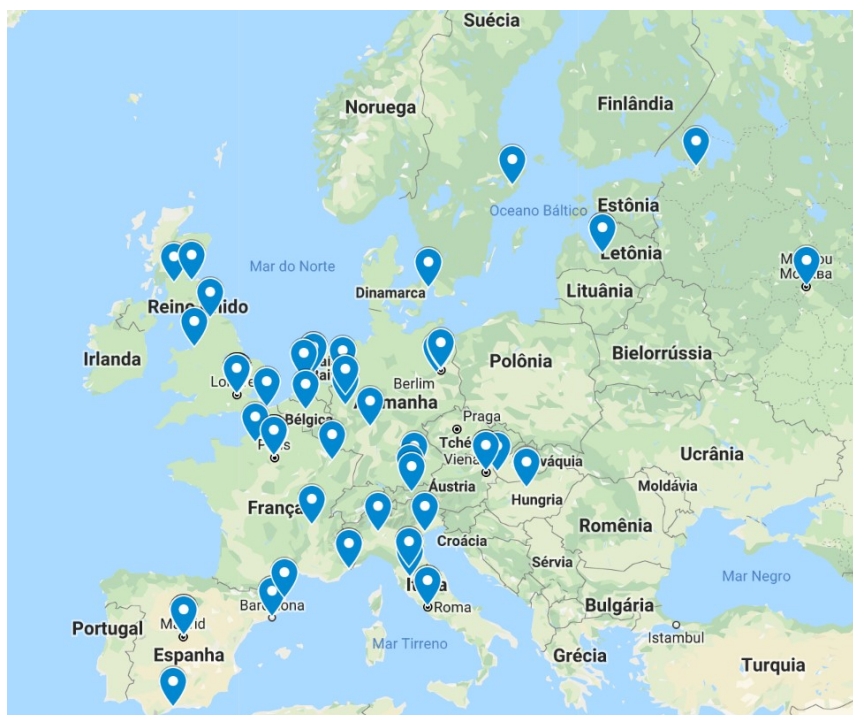 Suécia
Noruega
Finlândia
Oceano Báltico
Estônia
Letônia
Mar do Norte
Dinamarca
Lituânia
Reino Unido
Irlanda
Bielorrússia
Polônia
Berlim
Bélgica
Praga
Ucrânia
Viena
Áustria
Hungria
Moldávia
França
Romênia
Croácia
Sérvia
Mar Negro
Bulgária
Roma
Istambul
Portugal
Mar Tirreno
Espanha
Grécia
Turquia